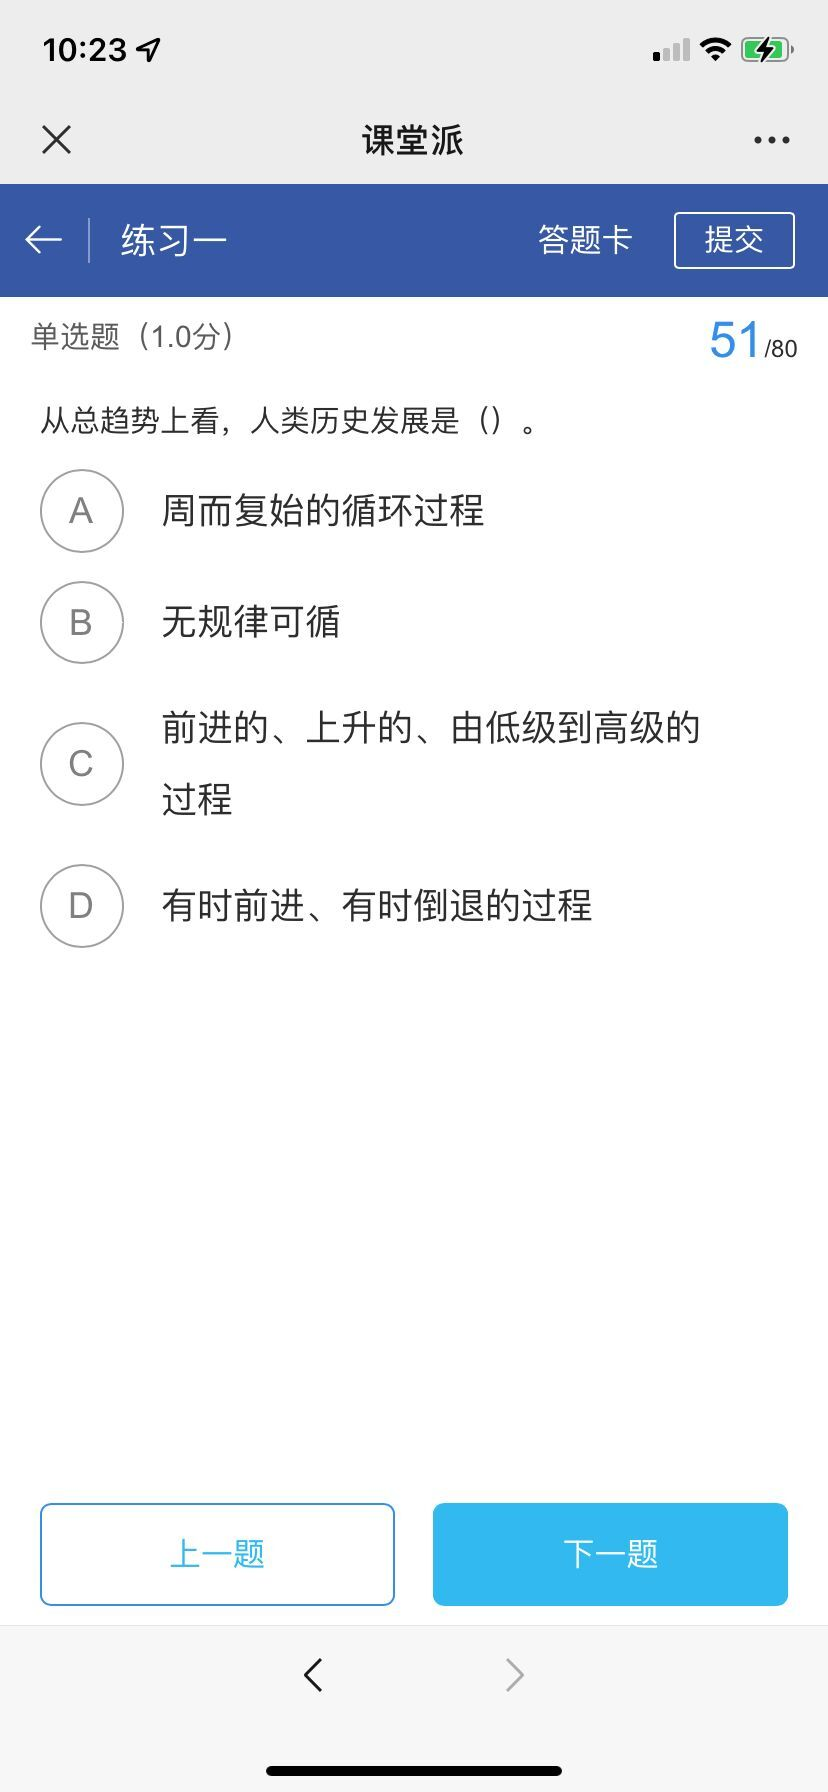 10:23
课堂派
练习一
答题卡
提交
单选题（1.0分）
51/80
从总趋势上看，人类历史发展是（）。
A 周而复始的循环过程
B 无规律可循
C 前进的、上升的、由低级到高级的
过程
D 有时前进、有时倒退的过程
上一题
下一题